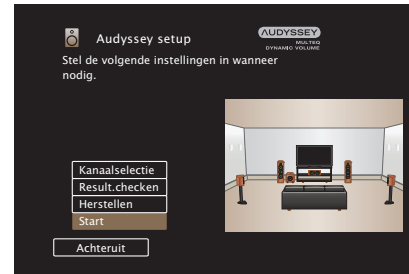 Audyssey setup
AUDYSSEY
MULTEQ
DYNAMIC VOLUME
Stel de volgende instellingen in wanneer
nodig.
Kanaalselectie
Result.checken
Herstellen
Start
Achteruit